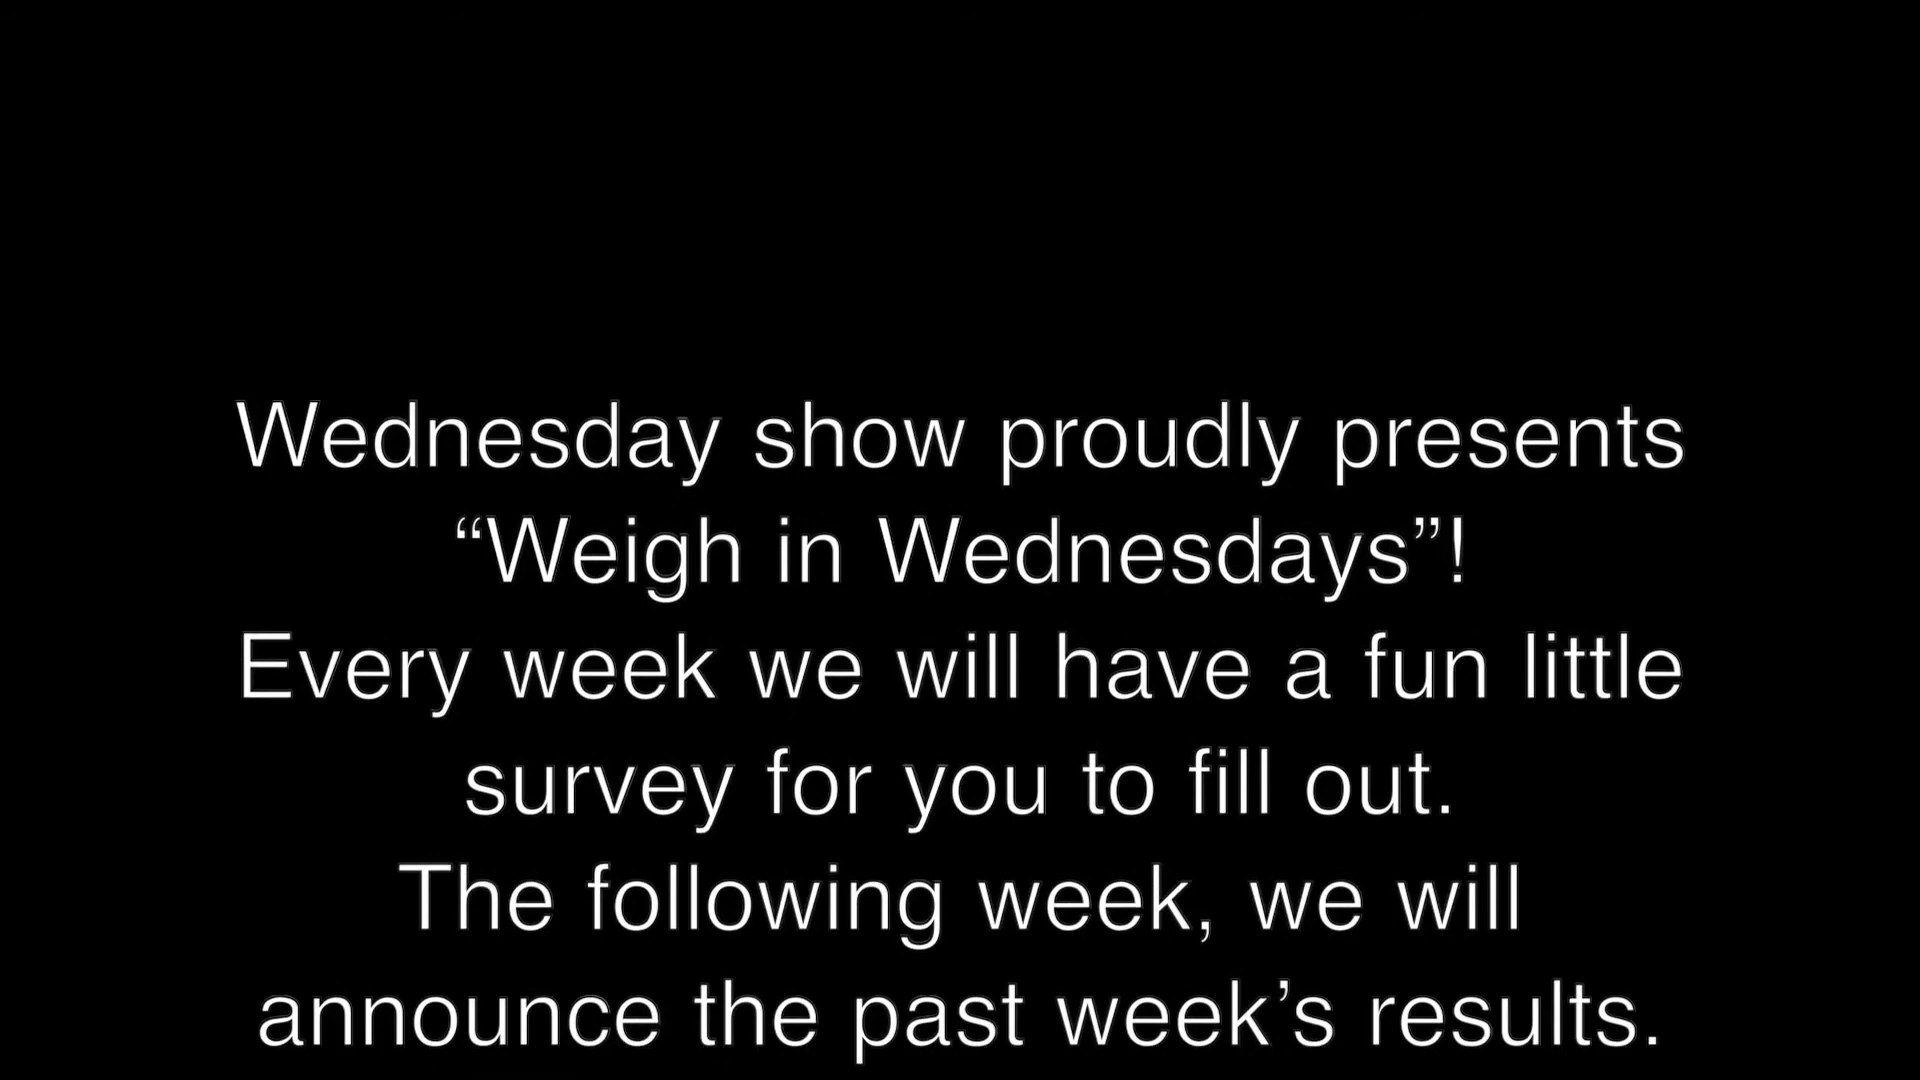 Wednesday show proudly presents
“Weigh in Wednesdays”!
Every week we will have a fun little
survey for you to fill out.
The following week, we will
announce the past week’s results.